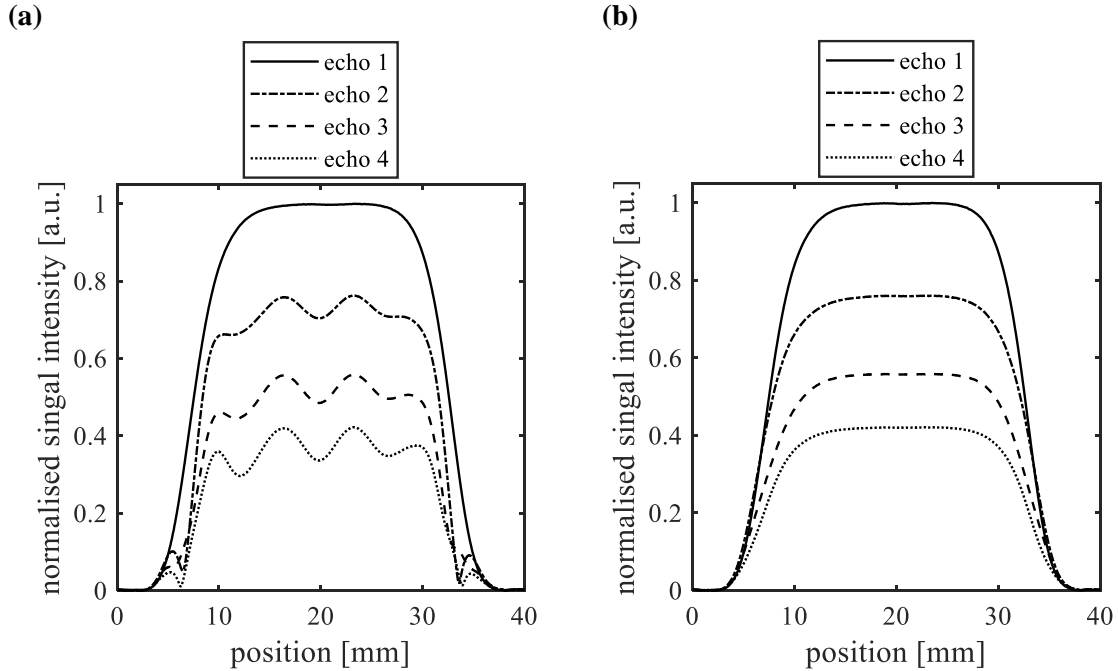 (a)
echo 1
echo 2
echo 3
echo 4
normalised singal intensity [a.u.]
1
0.8
0.6
0.4
0.2
0
0 10 20 30 40
position [mm]
(b)
echo 1
echo 2
echo 3
echo 4
normalised singal intensity [a.u.]
1
0.8
0.6
0.4
0.2
0
0 10 20 30 40
position [mm]